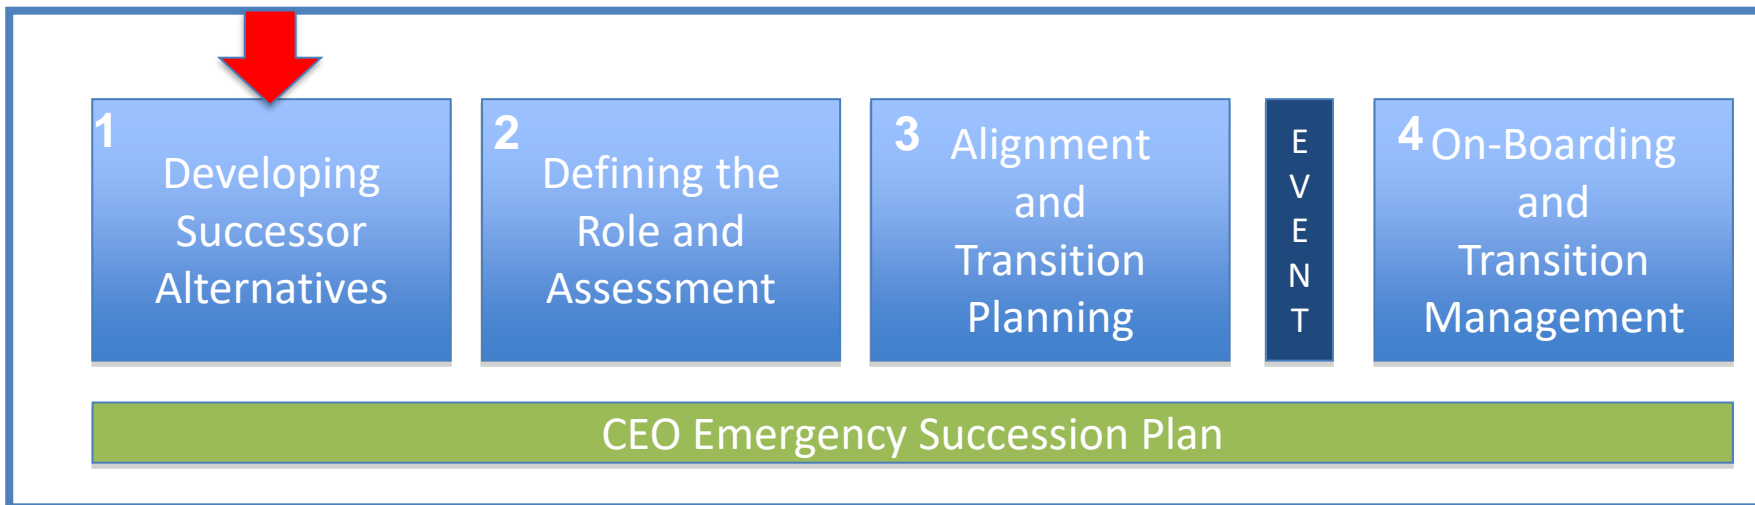 1
Developing
Successor
Alternatives
2
Defining the
Role and
Assessment
3
Alignment
and
Transition
Planning
E
V
E
N
T
4
On-Boarding
and
Transition
Management
CEO Emergency Succession Plan